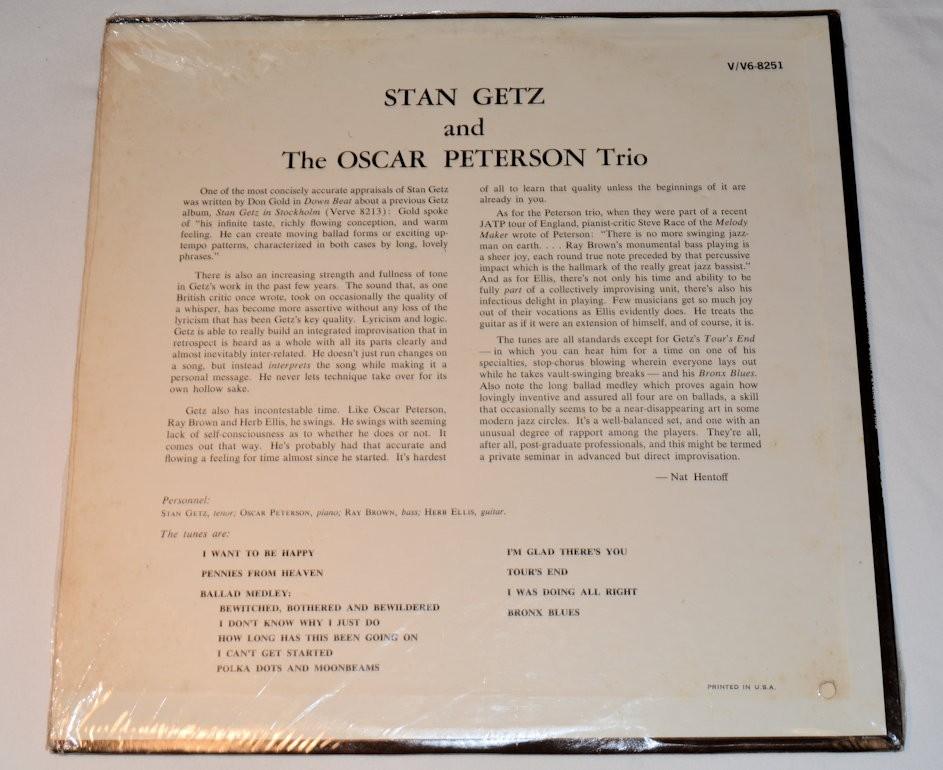 V/V6-8251
STAN GETZ
and
The OSCAR PETERSON Trio
One of the most concisely accurate appraisals of Stan Getz
was written by Don Gold in Down Beat about a previous Getz
album, Stan Getz in Stockholm (Verve 8213): Gold spoke
of "his infinite taste, richly flowing conception, and warm
feeling. He can create moving ballad forms or exciting up-
tempo patterns, characterized in both cases by long, lovely
phrases."
There is also an increasing strength and fullness of tone
in Getz's work in the past few years. The sound that, as one
British critic once wrote, took on occasionally the quality of
a whisper, has become more assertive without any loss of the
lyricism that has been Getz's key quality. Lyricism and logic.
Getz is able to really build an integrated improvisation that in
retrospect is heard as a whole with all its parts clearly and
almost inevitably inter-related. He doesn't just run changes on
a song, but instead interprets the song while making it a
personal message. He never lets technique take over for its
own hollow sake.
Getz also has incontestable time. Like Oscar Peterson,
Ray Brown and Herb Ellis, he swings. He swings with seeming
lack of self-consciousness as to whether he does or not. It
comes out that way. He's probably had that accurate and
flowing a feeling for time almost since he started. It's hardest
of all to learn that quality unless the beginnings of it are
already in you.
As for the Peterson trio, when they were part of a recent
JATP tour of England, pianist-critic Steve Race of the Melody
Maker wrote of Peterson: "There is no more swinging jazz-
man on earth. . . . Ray Brown's monumental bass playing is
a sheer joy, each round true note preceded by that percussive
impact which is the hallmark of the really great jazz bassist."
And as for Ellis, there's not only his time and ability to be
fully part of a collectively improvising unit, there's also his
infectious delight in playing. Few musicians get so much joy
out of their vocations as Ellis evidently does. He treats the
guitar as if it were an extension of himself, and of course, it is.
The tunes are all standards except for Getz's Tour's End
— in which you can hear him for a time on one of his
specialties, stop-chorus blowing wherein everyone lays out
while he takes vault-swinging breaks — and his Bronx Blues.
Also note the long ballad medley which proves again how
lovingly inventive and assured all four are on ballads, a skill
that occasionally seems to be a near-disappearing art in some
modern jazz circles. It's a well-balanced set, and one with an
unusual degree of rapport among the players. They're all,
after all, post-graduate professionals, and this might be termed
a private seminar in advanced but direct improvisation.
— Nat Hentoff
Personnel:
STAN GETZ, tenor; OSCAR PETERSON, piano; RAY BROWN, bass; HERB ELLIS, guitar.
The tunes are:
I WANT TO BE HAPPY
PENNIES FROM HEAVEN
BALLAD MEDLEY:
BEWITCHED, BOTHERED AND BEWILDERED
I DON'T KNOW WHY I JUST DO
HOW LONG HAS THIS BEEN GOING ON
I CAN'T GET STARTED
POLKA DOTS AND MOONBEAMS
I'M GLAD THERE'S YOU
TOUR'S END
I WAS DOING ALL RIGHT
BRONX BLUES
PRINTED IN U.S.A.